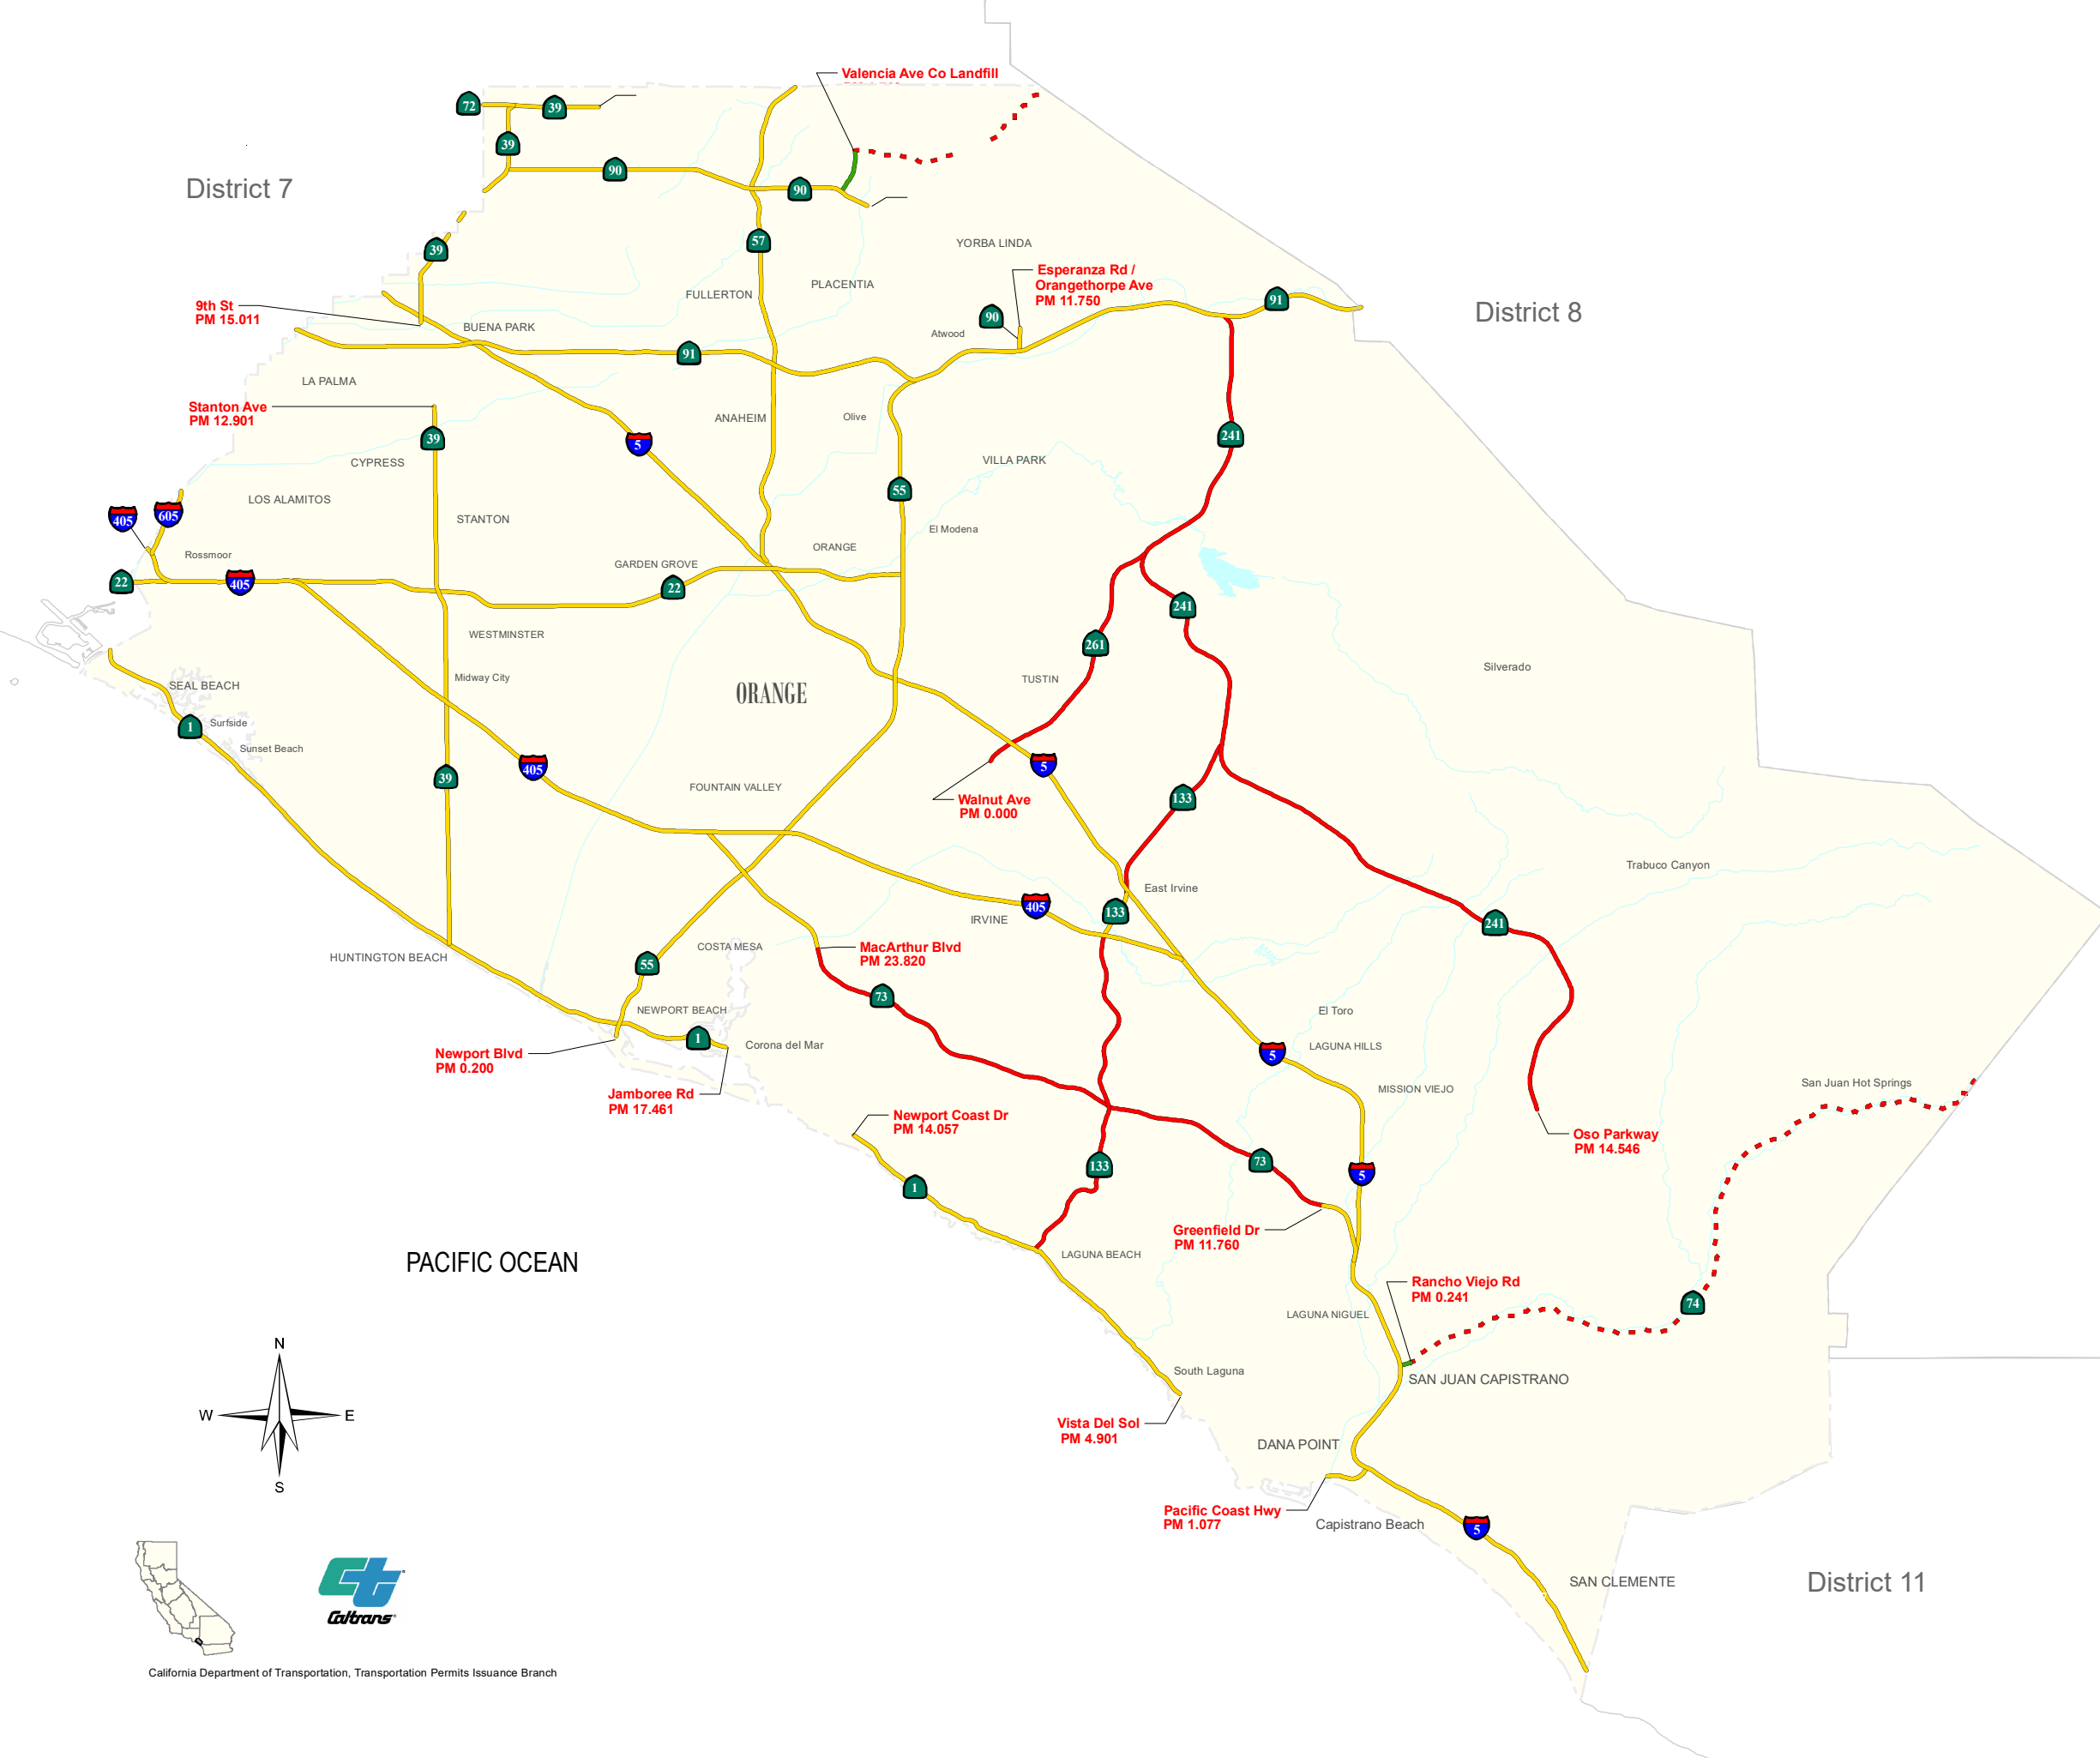 Valencia Ave Co Landfill
72
39
39
District 7
90
90
39
57
YORBA LINDA
Esperanza Rd /
Orangethorpe Ave
PM 11.750
PLACENTIA
FULLERTON
91
District 8
9th St
PM 15.011
90
BUENA PARK
Atwood
91
LA PALMA
Stanton Ave
PM 12.901
ANAHEIM
Olive
39
5
241
CYPRESS
VILLA PARK
55
LOS ALAMITOS
405
605
STANTON
El Modena
ORANGE
Rossmoor
GARDEN GROVE
22
405
22
241
WESTMINSTER
261
Silverado
Midway City
TUSTIN
SEAL BEACH
ORANGE
1
Surfside
Sunset Beach
39
405
5
FOUNTAIN VALLEY
Walnut Ave
PM 0.000
133
Trabuco Canyon
East Irvine
405
133
IRVINE
241
COSTA MESA
MacArthur Blvd
PM 23.820
HUNTINGTON BEACH
55
73
NEWPORT BEACH
El Toro
1
Corona del Mar
Newport Blvd
PM 0.200
LAGUNA HILLS
5
Jamboree Rd
PM 17.461
MISSION VIEJO
San Juan Hot Springs
Newport Coast Dr
PM 14.057
Oso Parkway
PM 14.546
133
73
5
1
Greenfield Dr
PM 11.760
LAGUNA BEACH
PACIFIC OCEAN
Rancho Viejo Rd
PM 0.241
74
LAGUNA NIGUEL
N
South Laguna
SAN JUAN CAPISTRANO
W
E
Vista Del Sol
PM 4.901
DANA POINT
S
Pacific Coast Hwy
PM 1.077
Capistrano Beach
5
SAN CLEMENTE
District 11
Caltrans
California Department of Transportation, Transportation Permits Issuance Branch